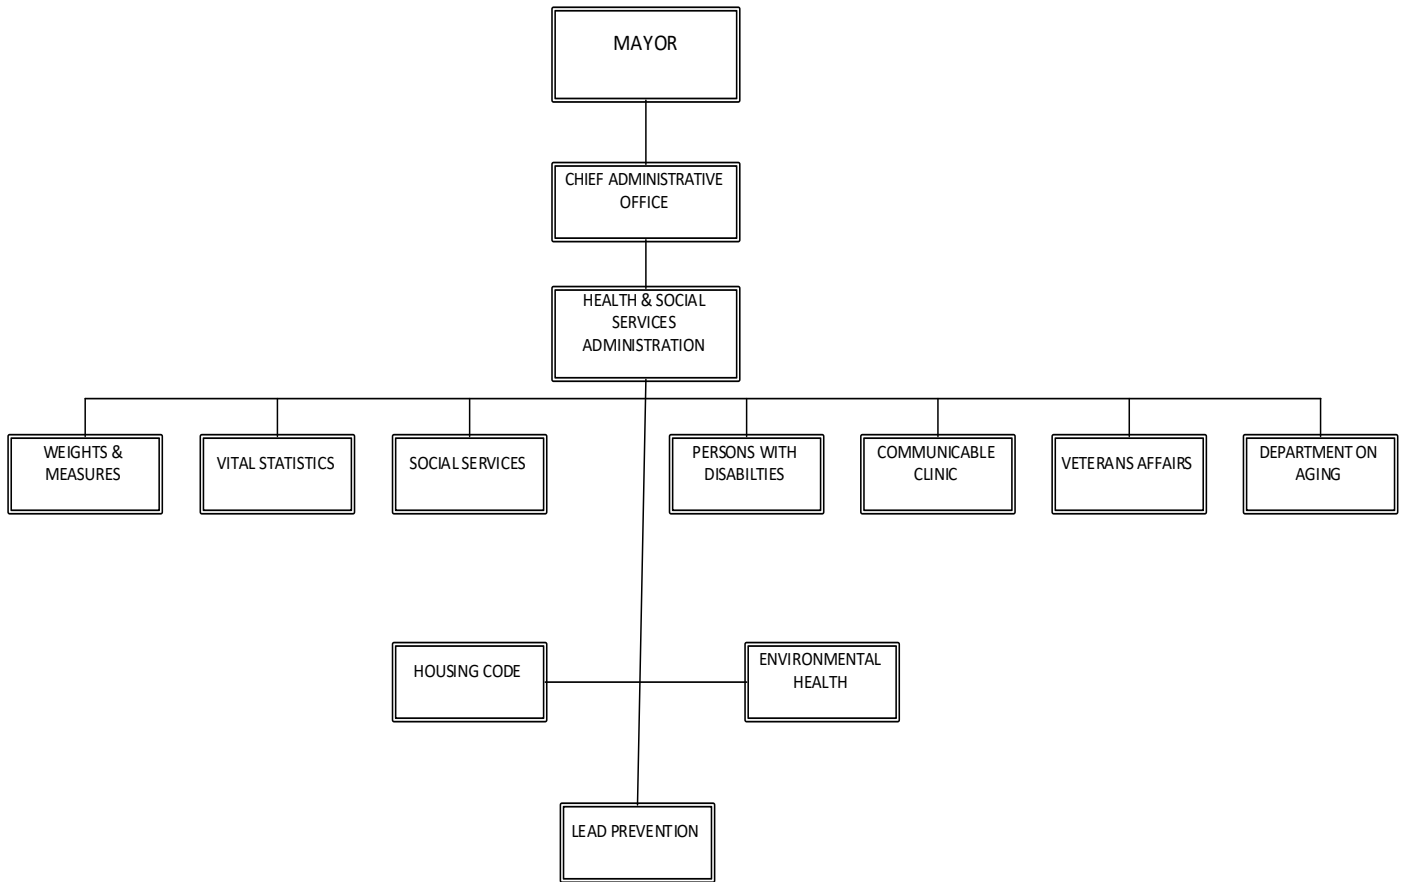 MAYOR
CHIEF ADMINISTRATIVE
OFFICE
HEALTH & SOCIAL
SERVICES
ADMINISTRATION
WEIGHTS &
MEASURES
VITAL STATISTICS
SOCIAL SERVICES
PERSONS WITH
DISABILTIES
COMMUNICABLE
CLINIC
VETERANS AFFAIRS
DEPARTMENT ON
AGING
HOUSING CODE
ENVIRONMENTAL
HEALTH
LEAD PREVENTION